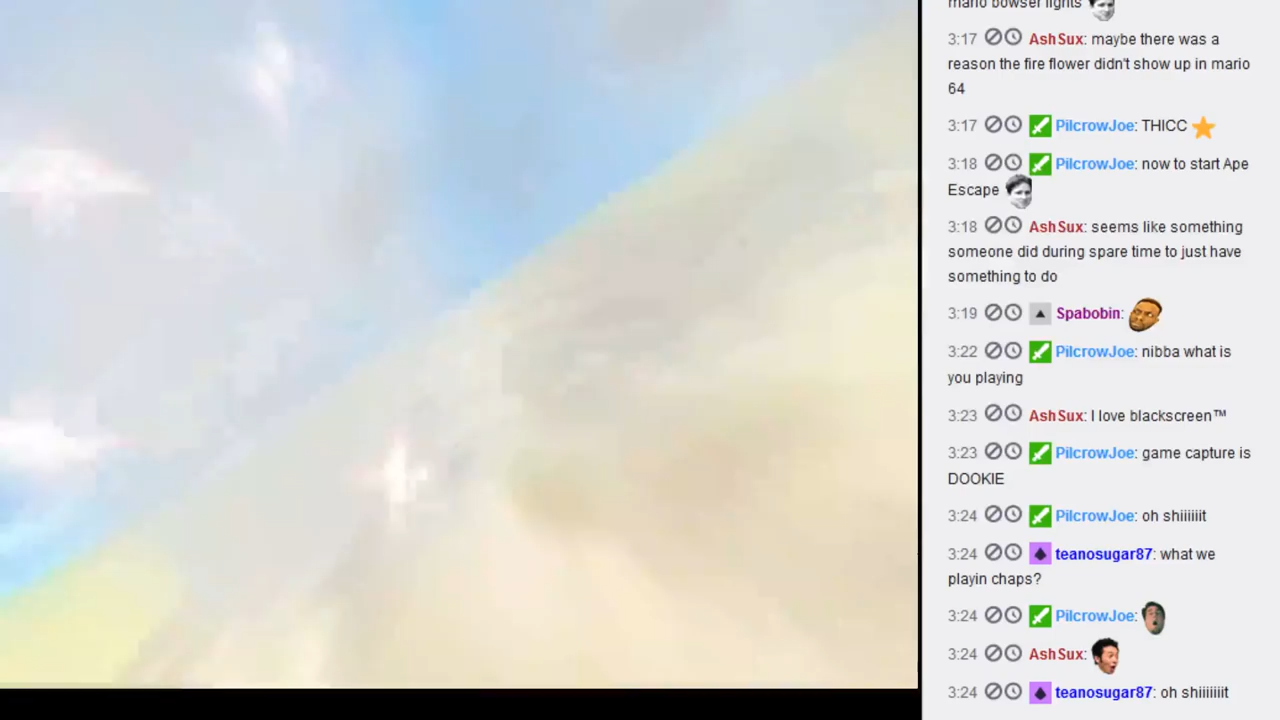 mario bowser fights
3:17 AshSux: maybe there was a
reason the fire flower didn't show up in mario
64
3:17 PilcrowJoe: THICC
3:18 PilcrowJoe: now to start Ape
Escape
3:18 AshSux: seems like something
someone did during spare time to just have
something to do
3:19 Spabobin:
3:22 PilcrowJoe: nibba what is
you playing
3:23 AshSux: I love blackscreen™
3:23 PilcrowJoe: game capture is
DOOKIE
3:24 PilcrowJoe: oh shiiiiiit
3:24 teanosugar87: what we
playin chaps?
3:24 PilcrowJoe:
3:24 AshSux:
3:24 teanosugar87: oh shiiiiiiit